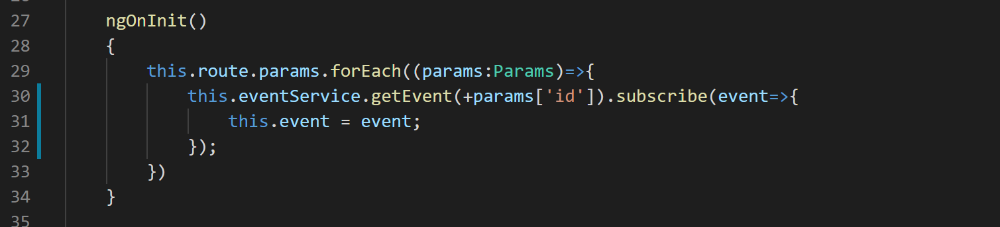 27 ngOnInit()
28 {
29 this.route.params.forEach((params:Params)=>{
30 this.eventService.getEvent(+params['id']).subscribe(event=>{
31 this.event = event;
32 });
33 })
34 }
35